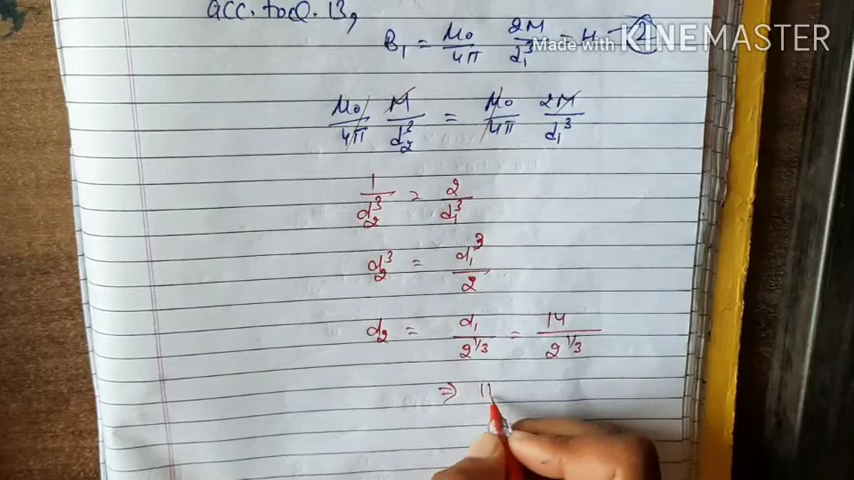 acc. to Q. 13,
B₁ = μ₀/4π 2M/d₁³ = H — ②
Made with KINEMASTER
μ₀/4π M/d₂³ = μ₀/4π 2M/d₁³
1/d₂³ = 2/d₁³
d₂³ = d₁³/2
d₂ = d₁/2^1/3 = 14/2^1/3
⇒ 11